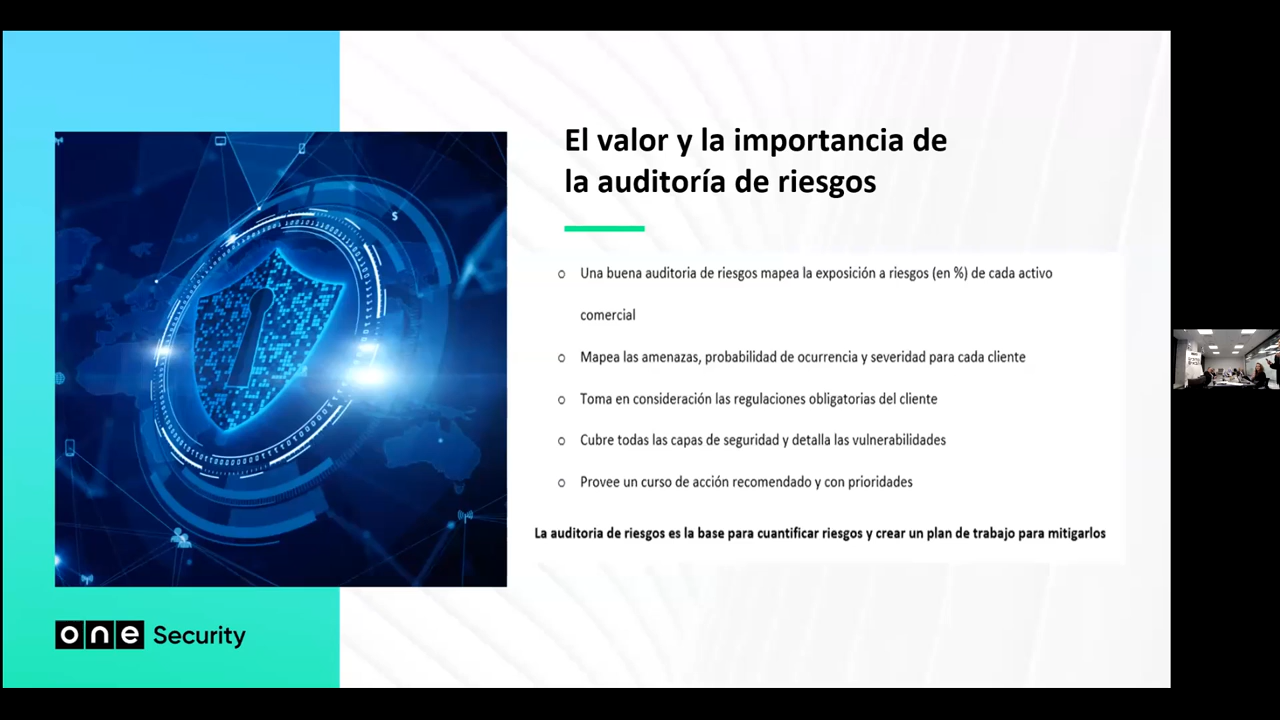 El valor y la importancia de
la auditoría de riesgos
Una buena auditoria de riesgos mapea la exposición a riesgos (en %) de cada activo
comercial
Mapea las amenazas, probabilidad de ocurrencia y severidad para cada cliente
Toma en consideración las regulaciones obligatorias del cliente
Cubre todas las capas de seguridad y detalla las vulnerabilidades
Provee un curso de acción recomendado y con prioridades
La auditoria de riesgos es la base para cuantificar riesgos y crear un plan de trabajo para mitigarlos
one Security